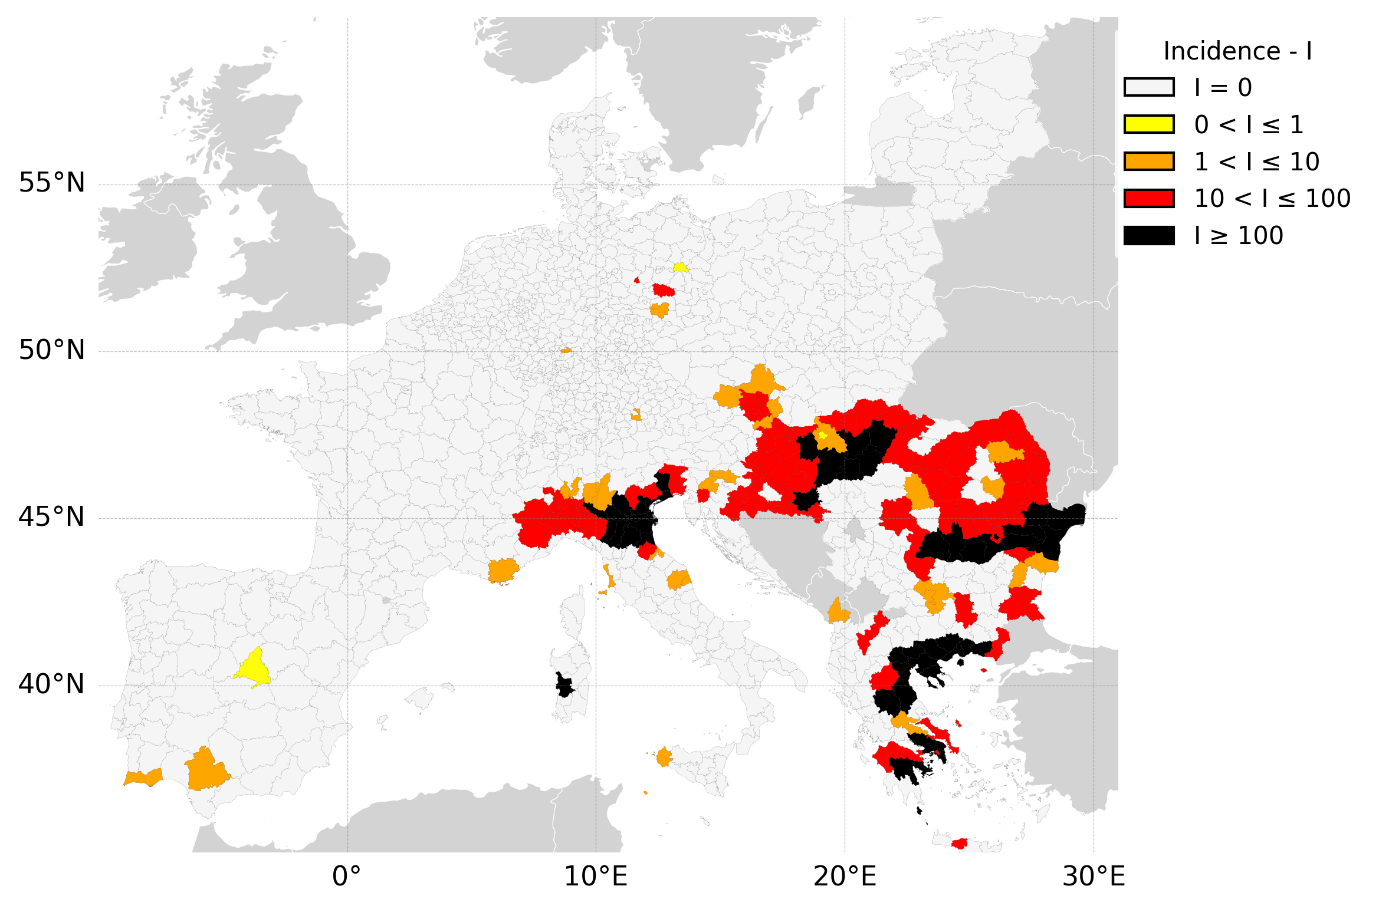 Incidence - I
I = 0
0 < I ≤ 1
1 < I ≤ 10
10 < I ≤ 100
I ≥ 100
55°N
50°N
45°N
40°N
0°
10°E
20°E
30°E